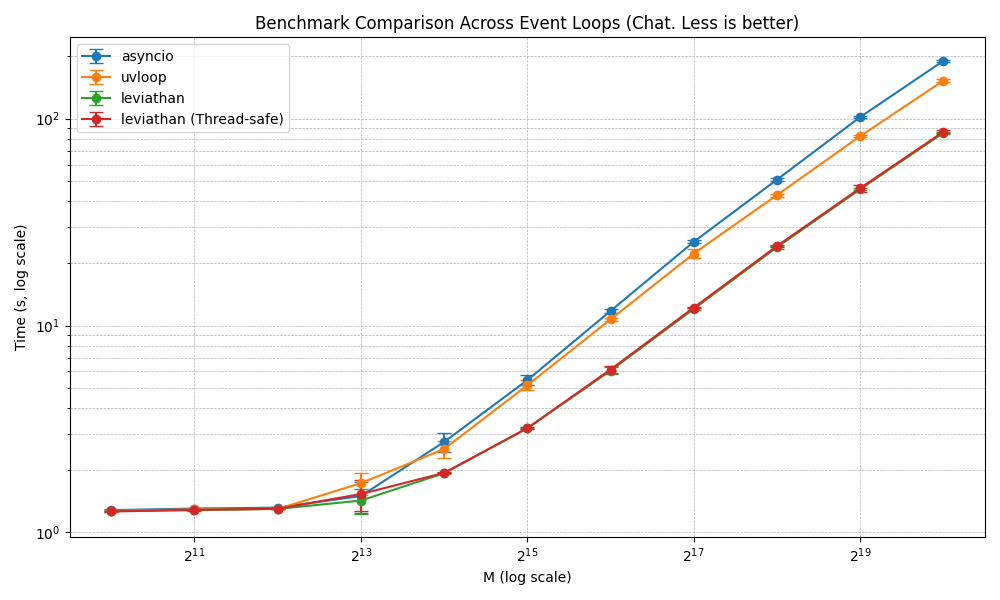 Benchmark Comparison Across Event Loops (Chat. Less is better)
asyncio
uvloop
leviathan
leviathan (Thread-safe)
Time (s, log scale)
10²
10¹
10⁰
2¹¹ 2¹³ 2¹⁵ 2¹⁷ 2¹⁹
M (log scale)